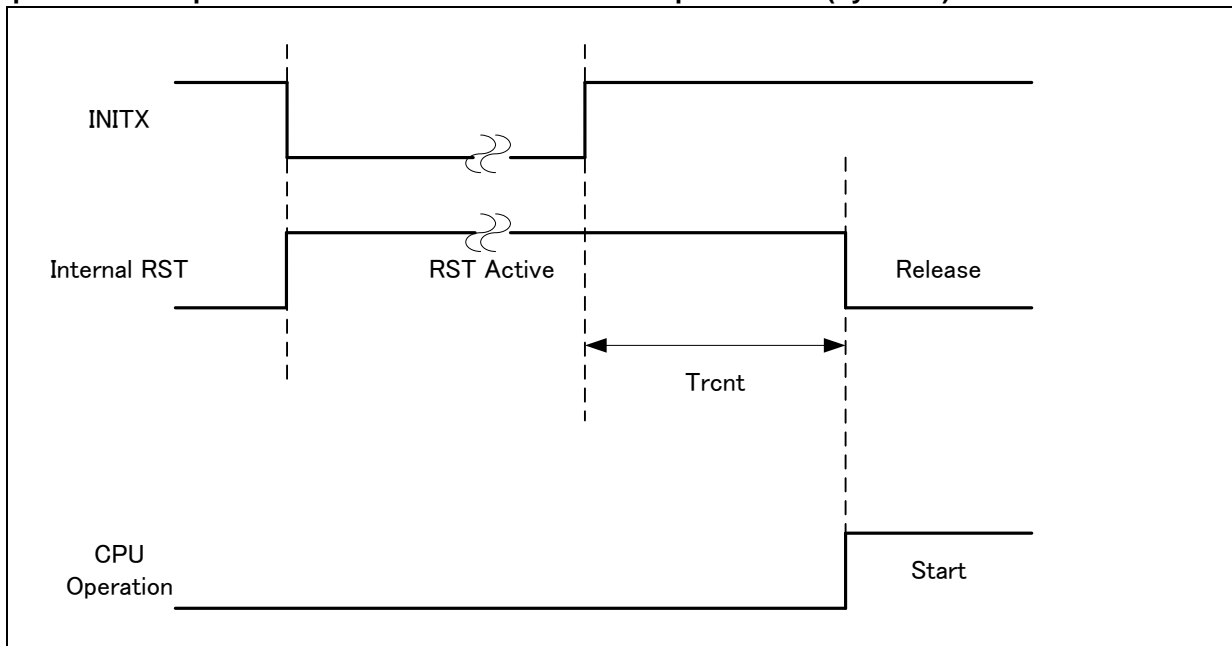 INITX
Internal RST
RST Active
Release
Trcnt
CPU
Operation
Start